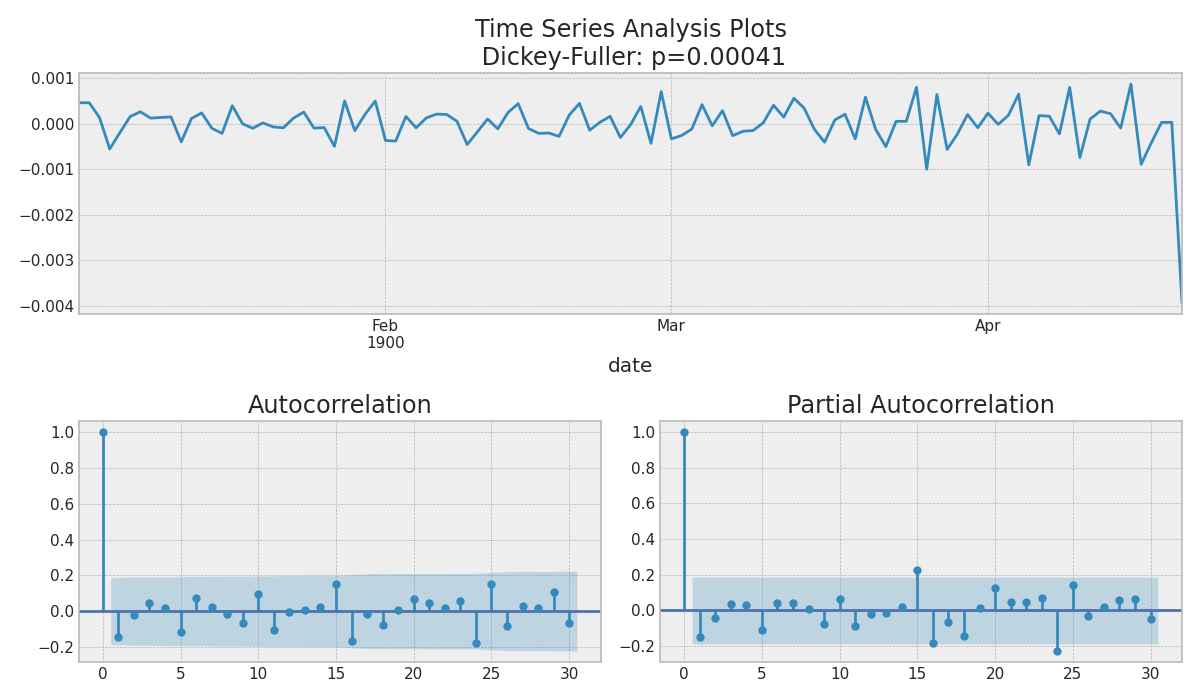 Time Series Analysis Plots
Dickey-Fuller: p=0.00041
0.001
0.000
−0.001
−0.002
−0.003
−0.004
Feb
1900
Mar
Apr
date
Autocorrelation
1.0
0.8
0.6
0.4
0.2
0.0
−0.2
0 5 10 15 20 25 30
Partial Autocorrelation
1.0
0.8
0.6
0.4
0.2
0.0
−0.2
0 5 10 15 20 25 30